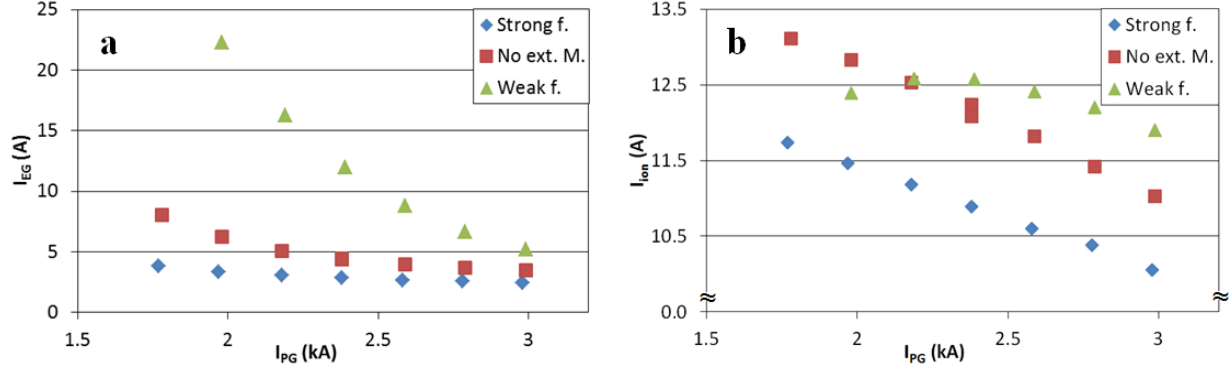 a
Strong f.
No ext. M.
Weak f.
25
20
15
10
5
0
I_EG (A)
1.5 2 2.5 3
I_PG (kA)
b
Strong f.
No ext. M.
Weak f.
13.5
12.5
11.5
10.5
0.0
I_ion (A)
≈ ≈
1.5 2 2.5 3
I_PG (kA)